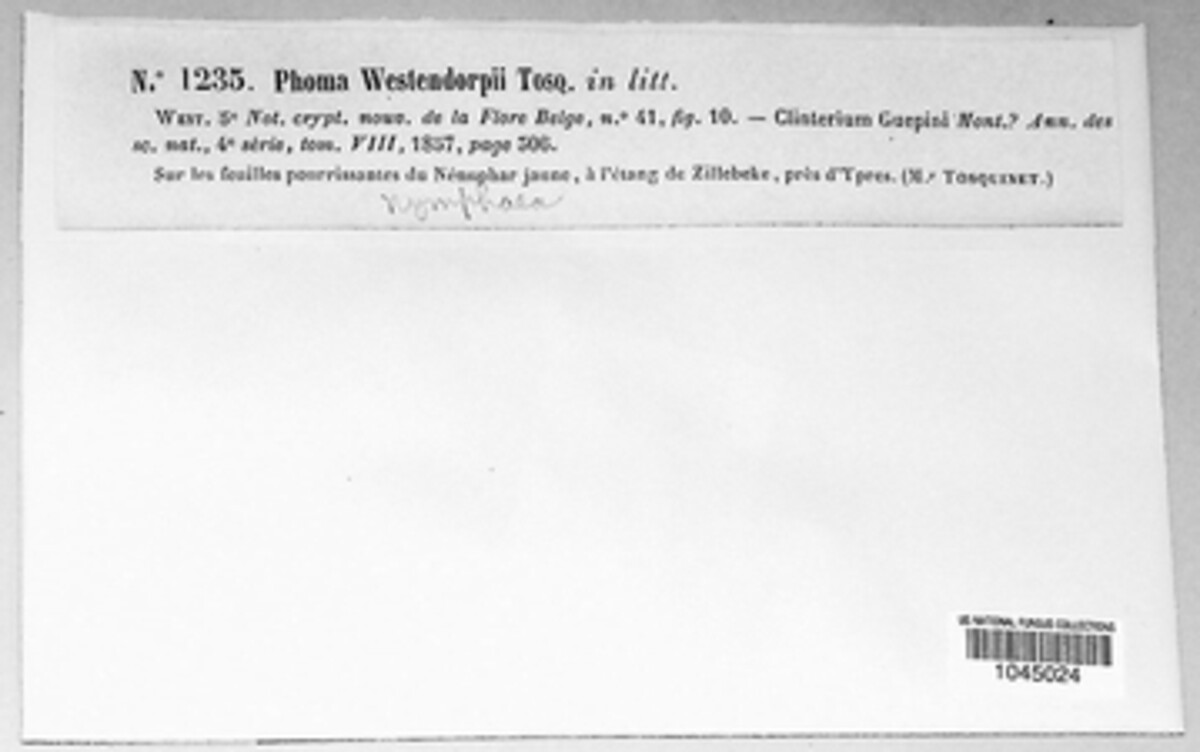 N.º 1235. Phoma Westendorpii Tosq. in litt.
West. 5e Not. crypt. nouv. de la Flore Belge, n.º 41, fig. 10. — Clinterium Guepini Mont.? Ann. des
sc. nat., 4e série, tom. VIII, 1857, page 306.
Sur les feuilles pourrissantes du Nénuphar jaune, à l'étang de Zillebeke, près d'Ypres. (M.r Tosquinet.)
Nymphaea
US NATIONAL FUNGUS COLLECTIONS
1045024